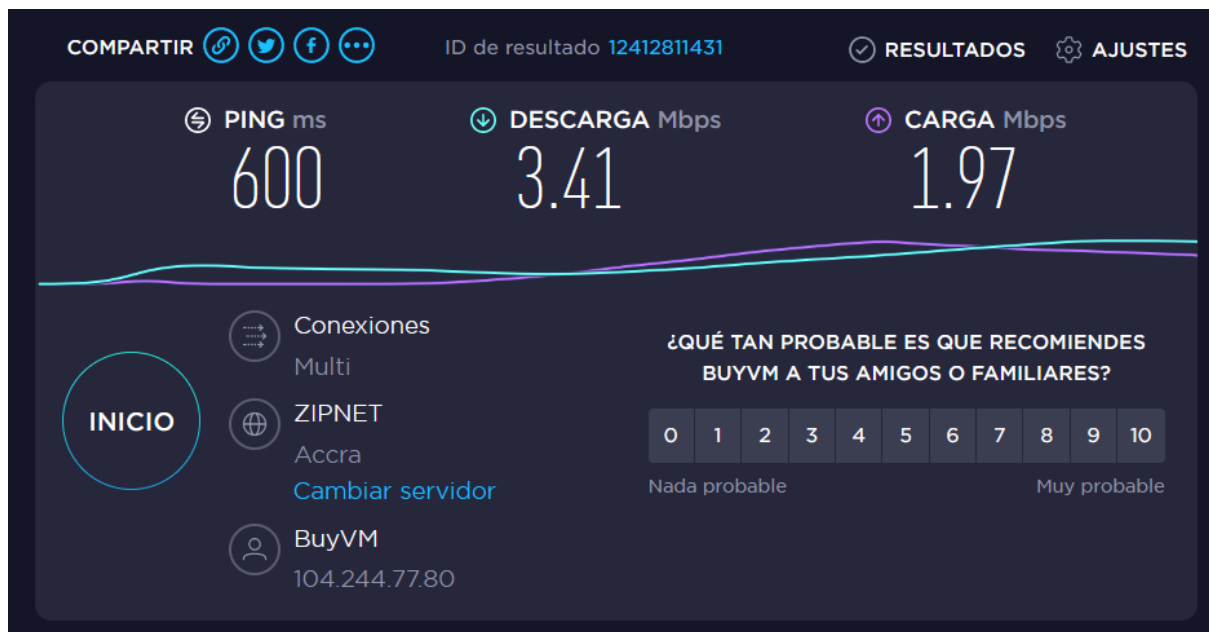 COMPARTIR ID de resultado 12412811431 RESULTADOS AJUSTES
PING ms DESCARGA Mbps CARGA Mbps
600 3.41 1.97
Conexiones
Multi
INICIO
ZIPNET
Accra
Cambiar servidor
BuyVM
104.244.77.80
¿QUÉ TAN PROBABLE ES QUE RECOMIENDES
BUYVM A TUS AMIGOS O FAMILIARES?
0 1 2 3 4 5 6 7 8 9 10
Nada probable Muy probable